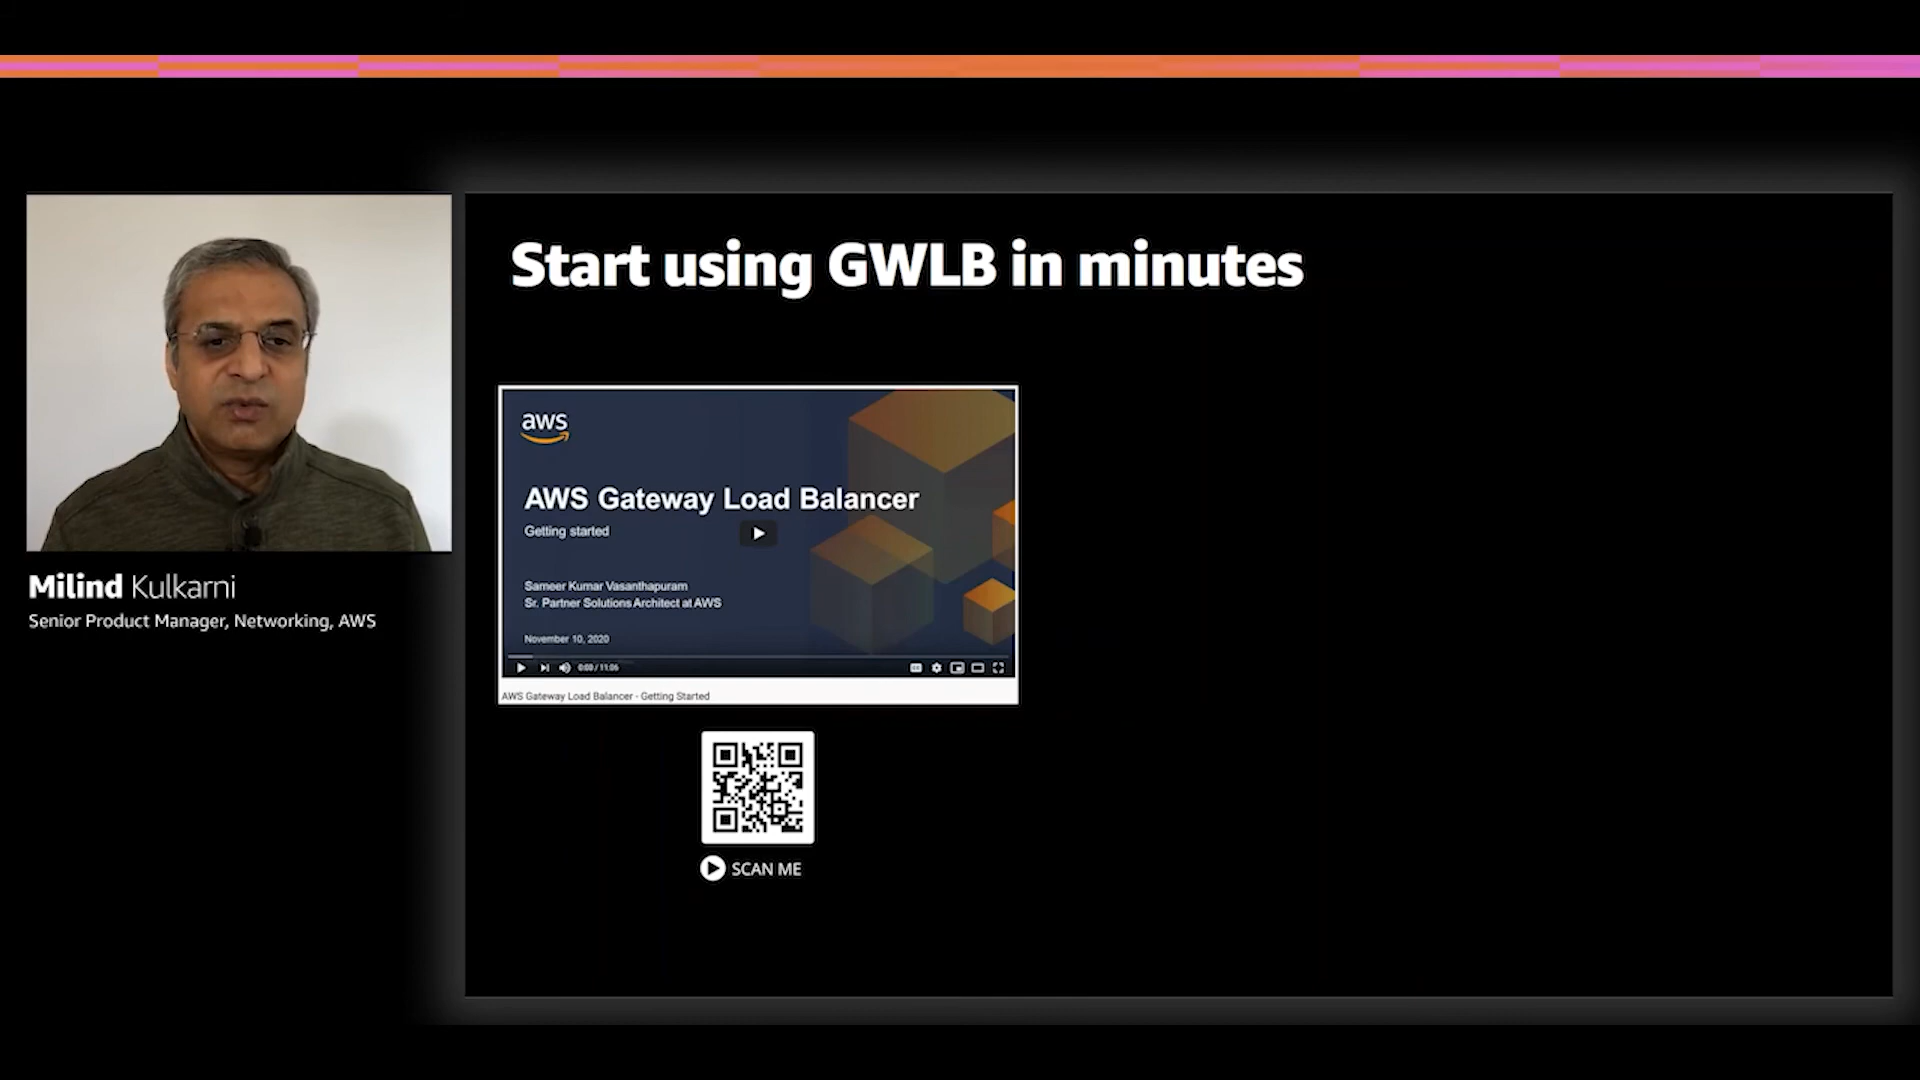 Start using GWLB in minutes
aws
AWS Gateway Load Balancer
Getting started
Sameer Kumar Vasanthapuram
Sr. Partner Solutions Architect at AWS
November 10, 2020
0:03 / 11:06
AWS Gateway Load Balancer - Getting Started
SCAN ME
Milind Kulkarni
Senior Product Manager, Networking, AWS